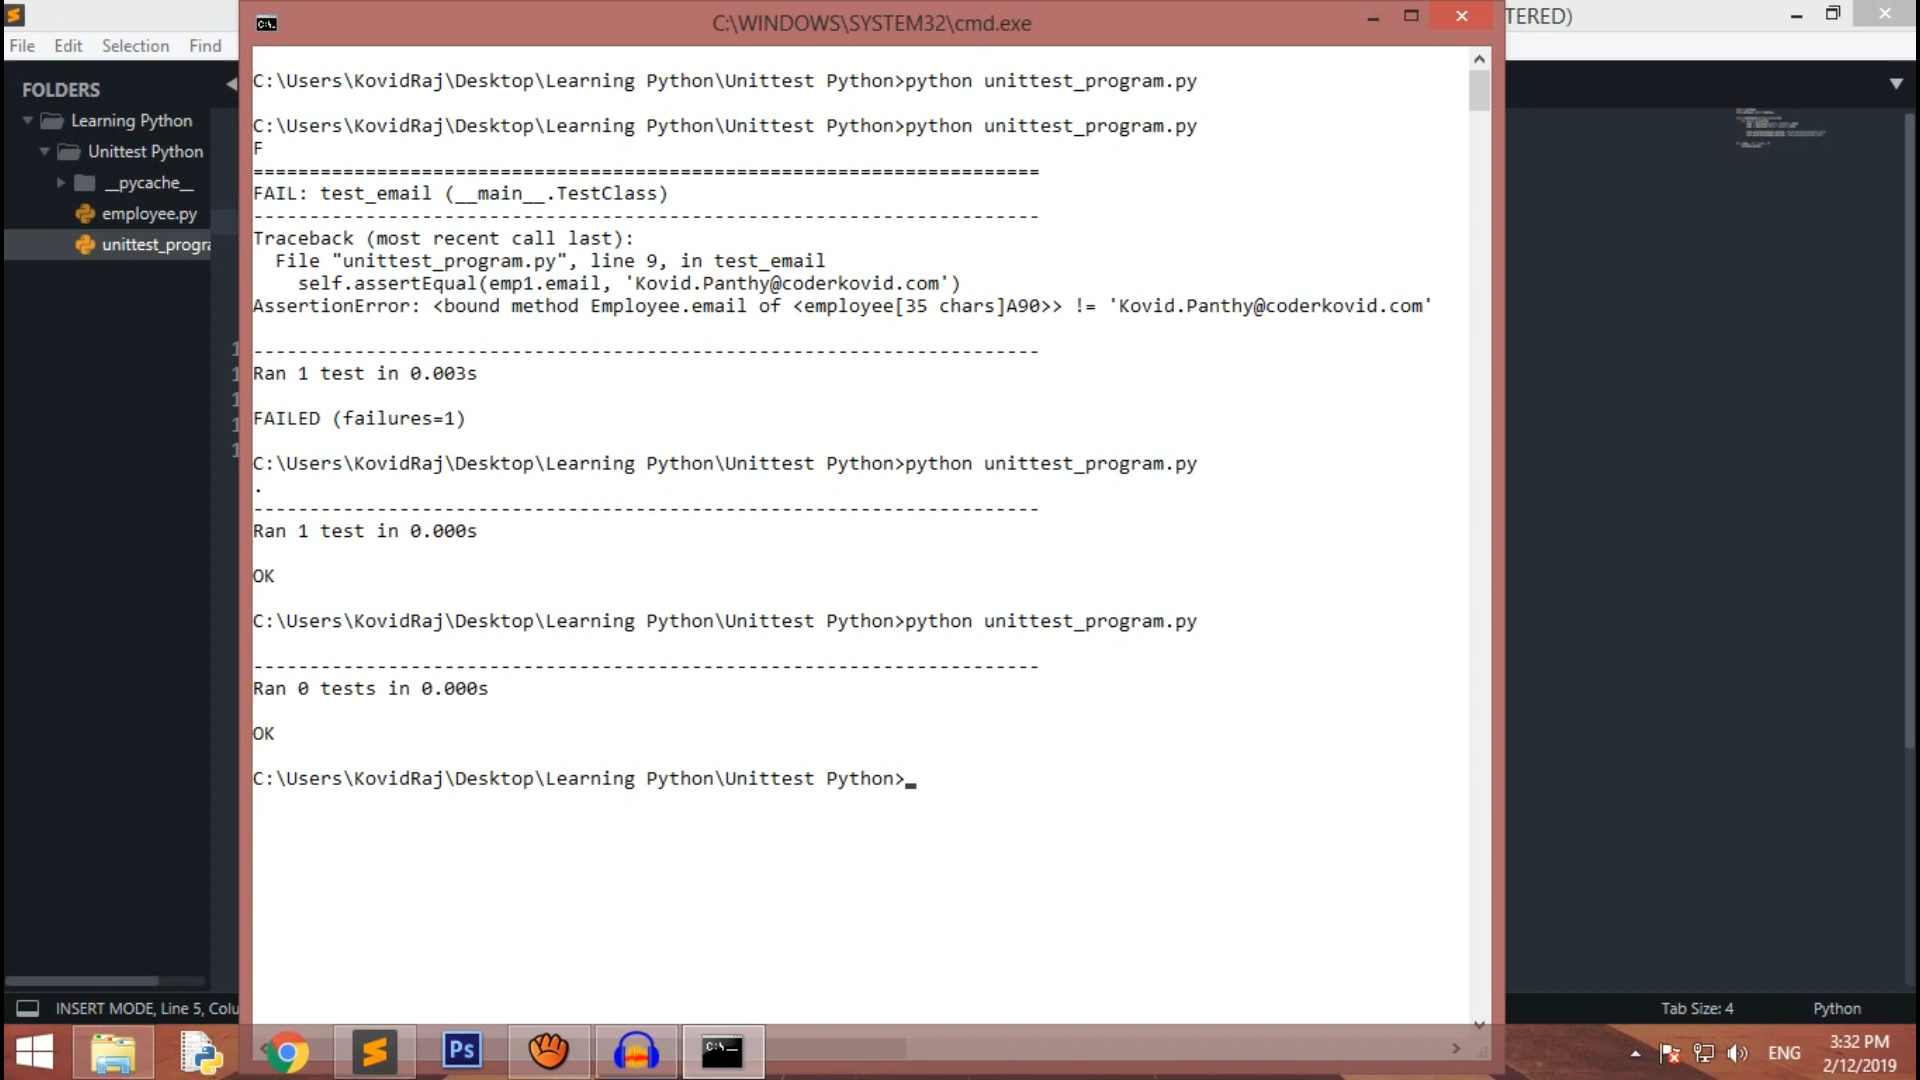 C:\WINDOWS\SYSTEM32\cmd.exe
TERED)
File Edit Selection Find
FOLDERS
Learning Python
Unittest Python
__pycache__
employee.py
unittest_progra
C:\Users\KovidRaj\Desktop\Learning Python\Unittest Python>python unittest_program.py
C:\Users\KovidRaj\Desktop\Learning Python\Unittest Python>python unittest_program.py
F
======================================================================
FAIL: test_email (__main__.TestClass)
----------------------------------------------------------------------
Traceback (most recent call last):
File "unittest_program.py", line 9, in test_email
self.assertEqual(emp1.email, 'Kovid.Panthy@coderkovid.com')
AssertionError: <bound method Employee.email of <employee[35 chars]A90>> != 'Kovid.Panthy@coderkovid.com'
----------------------------------------------------------------------
Ran 1 test in 0.003s
FAILED (failures=1)
C:\Users\KovidRaj\Desktop\Learning Python\Unittest Python>python unittest_program.py
.
----------------------------------------------------------------------
Ran 1 test in 0.000s
OK
C:\Users\KovidRaj\Desktop\Learning Python\Unittest Python>python unittest_program.py
----------------------------------------------------------------------
Ran 0 tests in 0.000s
OK
C:\Users\KovidRaj\Desktop\Learning Python\Unittest Python>
1
1
1
1
1
INSERT MODE, Line 5, Colu
Tab Size: 4
Python
Ps
ENG
3:32 PM
2/12/2019